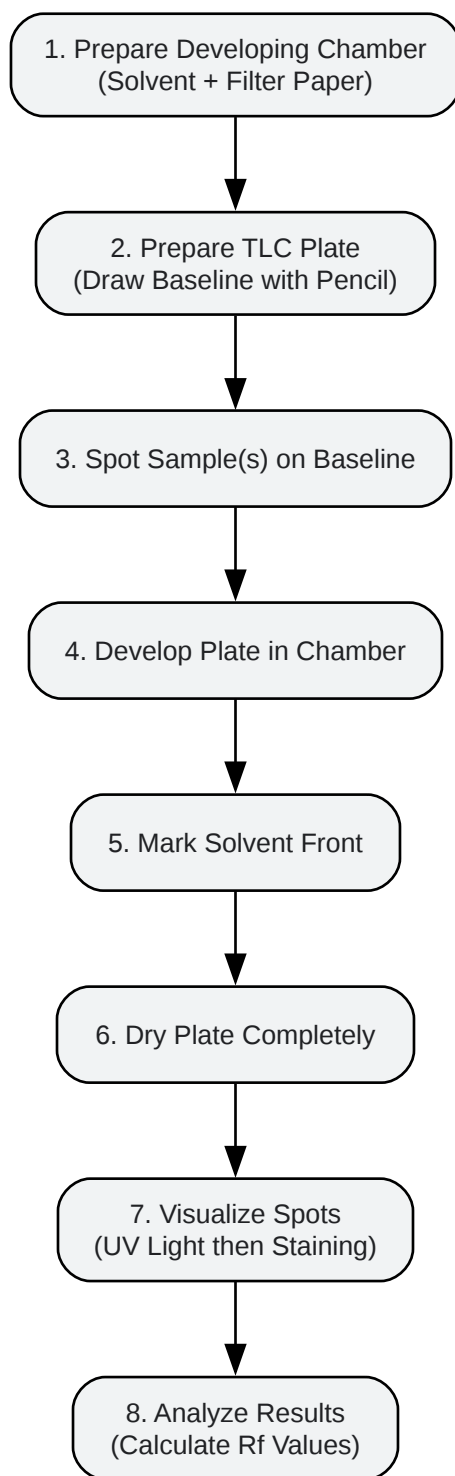 1. Prepare Developing Chamber
(Solvent + Filter Paper)
2. Prepare TLC Plate
(Draw Baseline with Pencil)
3. Spot Sample(s) on Baseline
4. Develop Plate in Chamber
5. Mark Solvent Front
6. Dry Plate Completely
7. Visualize Spots
(UV Light then Staining)
8. Analyze Results
(Calculate Rf Values)